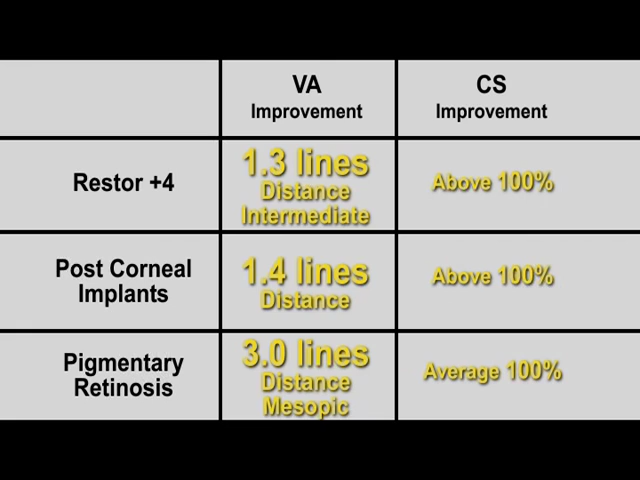 VA
Improvement
CS
Improvement
Restor +4
1.3 lines
Distance
Intermediate
Above 100%
Post Corneal
Implants
1.4 lines
Distance
Above 100%
Pigmentary
Retinosis
3.0 lines
Distance
Mesopic
Average 100%